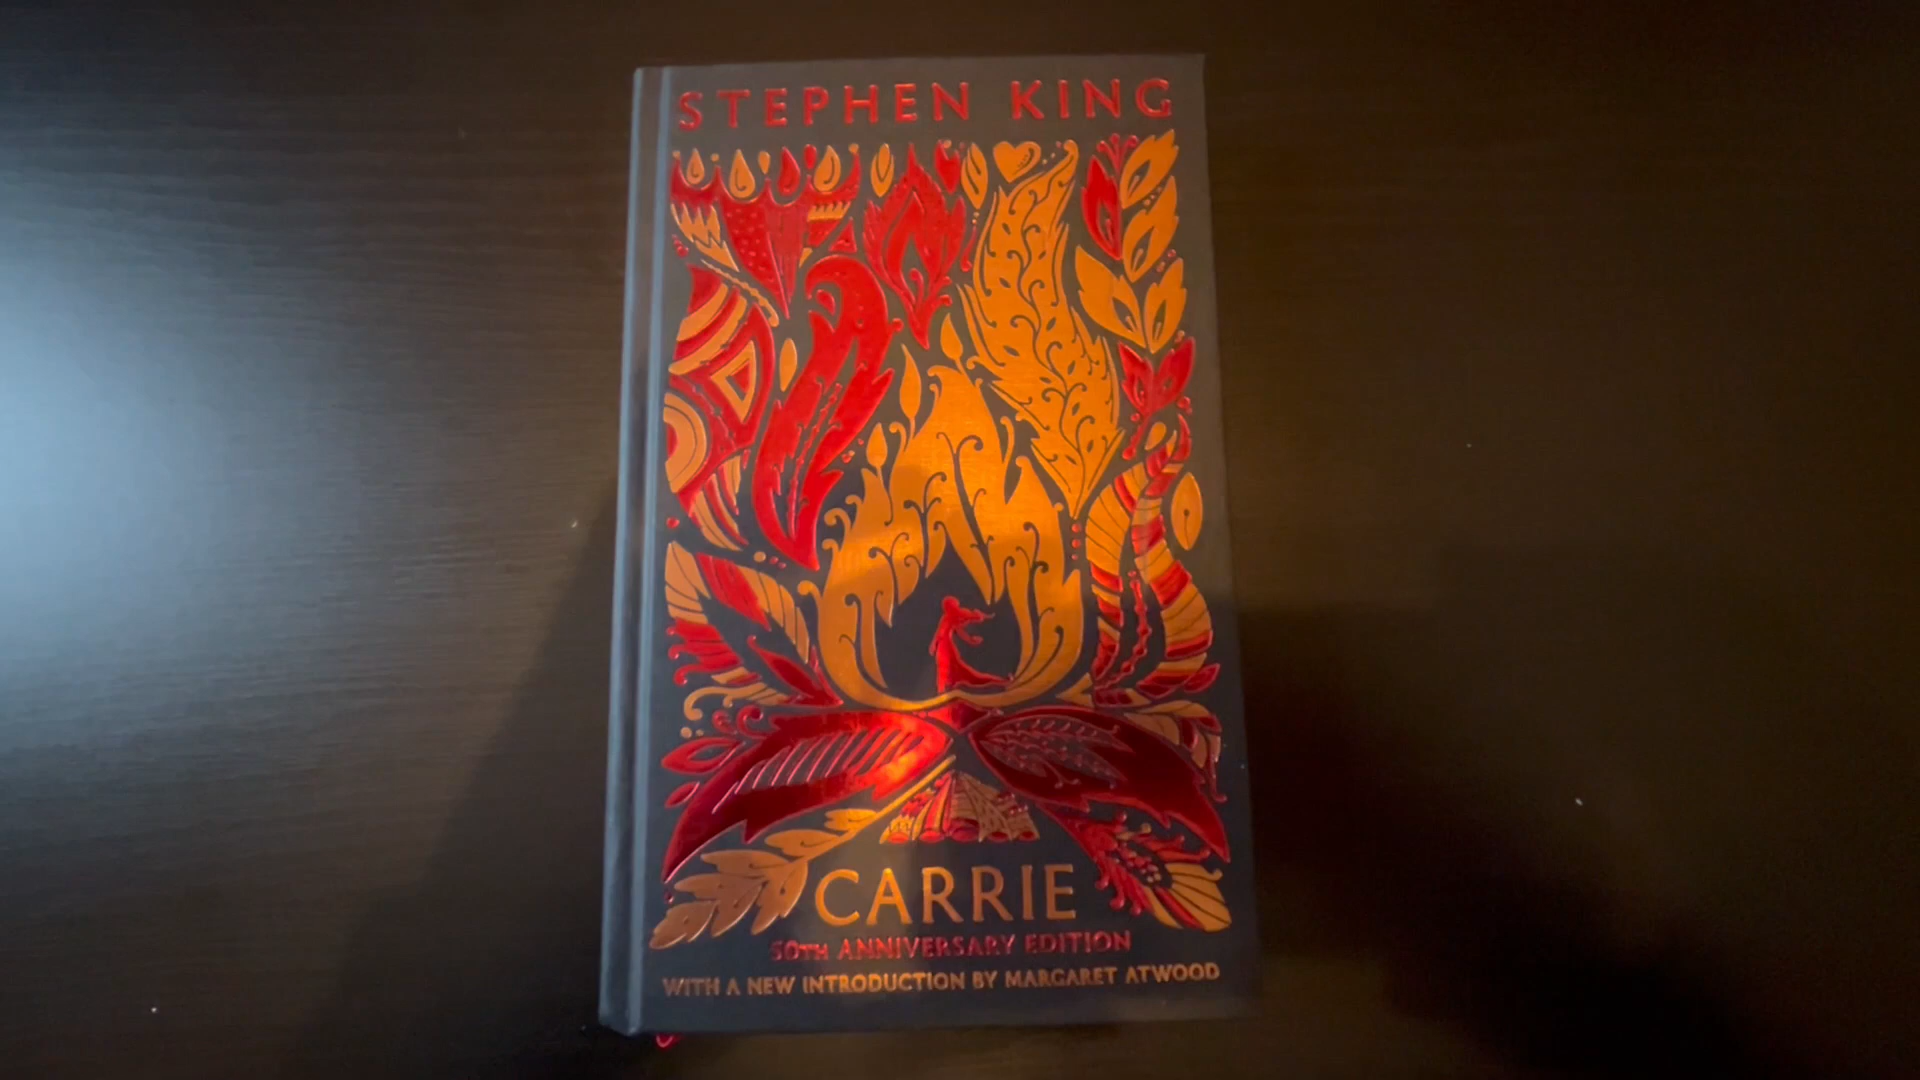 STEPHEN KING
CARRIE
50TH ANNIVERSARY EDITION
WITH A NEW INTRODUCTION BY MARGARET ATWOOD